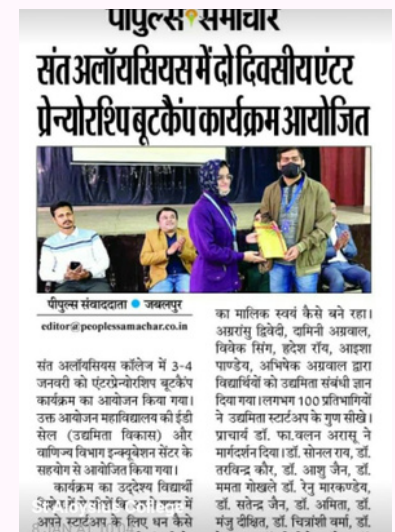 पीपुल्स समाचार
संत अलॉयसियस में दो दिवसीय एंटर
प्रेन्योरशिप बूटकैंप कार्यक्रम आयोजित
पीपुल्स संवाददाता ● जबलपुर
editor@peoplessamachar.co.in
संत अलॉयसियस कॉलेज में 3-4
जनवरी को एंटरप्रेन्योरशिप बूटकैंप
कार्यक्रम का आयोजन किया गया।
उक्त आयोजन महाविद्यालय की ईडी
सेल (उद्यमिता विकास) और
वाणिज्य विभाग इन्क्यूबेशन सेंटर के
सहयोग से आयोजित किया गया।
कार्यक्रम का उद्देश्य विद्यार्थी
अपने स्टार्टअप के लिए धन कैसे
St Aloysius College
का मालिक स्वयं कैसे बने रहा।
अग्रांसु द्विवेदी, दामिनी अग्रवाल,
विवेक सिंग, हदेश रॉय, आइशा
पाण्डेय, अभिषेक अग्रवाल द्वारा
विद्यार्थियों को उद्यमिता संबंधी ज्ञान
दिया गया। लगभग 100 प्रतिभागियों
ने उद्यमिता स्टार्टअप के गुण सीखे।
प्राचार्य डॉ. फा.वलन अरासू ने
मार्गदर्शन दिया। डॉ. सोनल राय, डॉ.
तरविन्द्र कौर, डॉ. आशु जैन, डॉ.
ममता गोखले डॉ. रेनु मारकण्डेय,
डॉ. सतेन्द्र जैन, डॉ. अमिता, डॉ.
मंजु दीक्षित, डॉ. चित्रांशी वर्मा, डॉ.